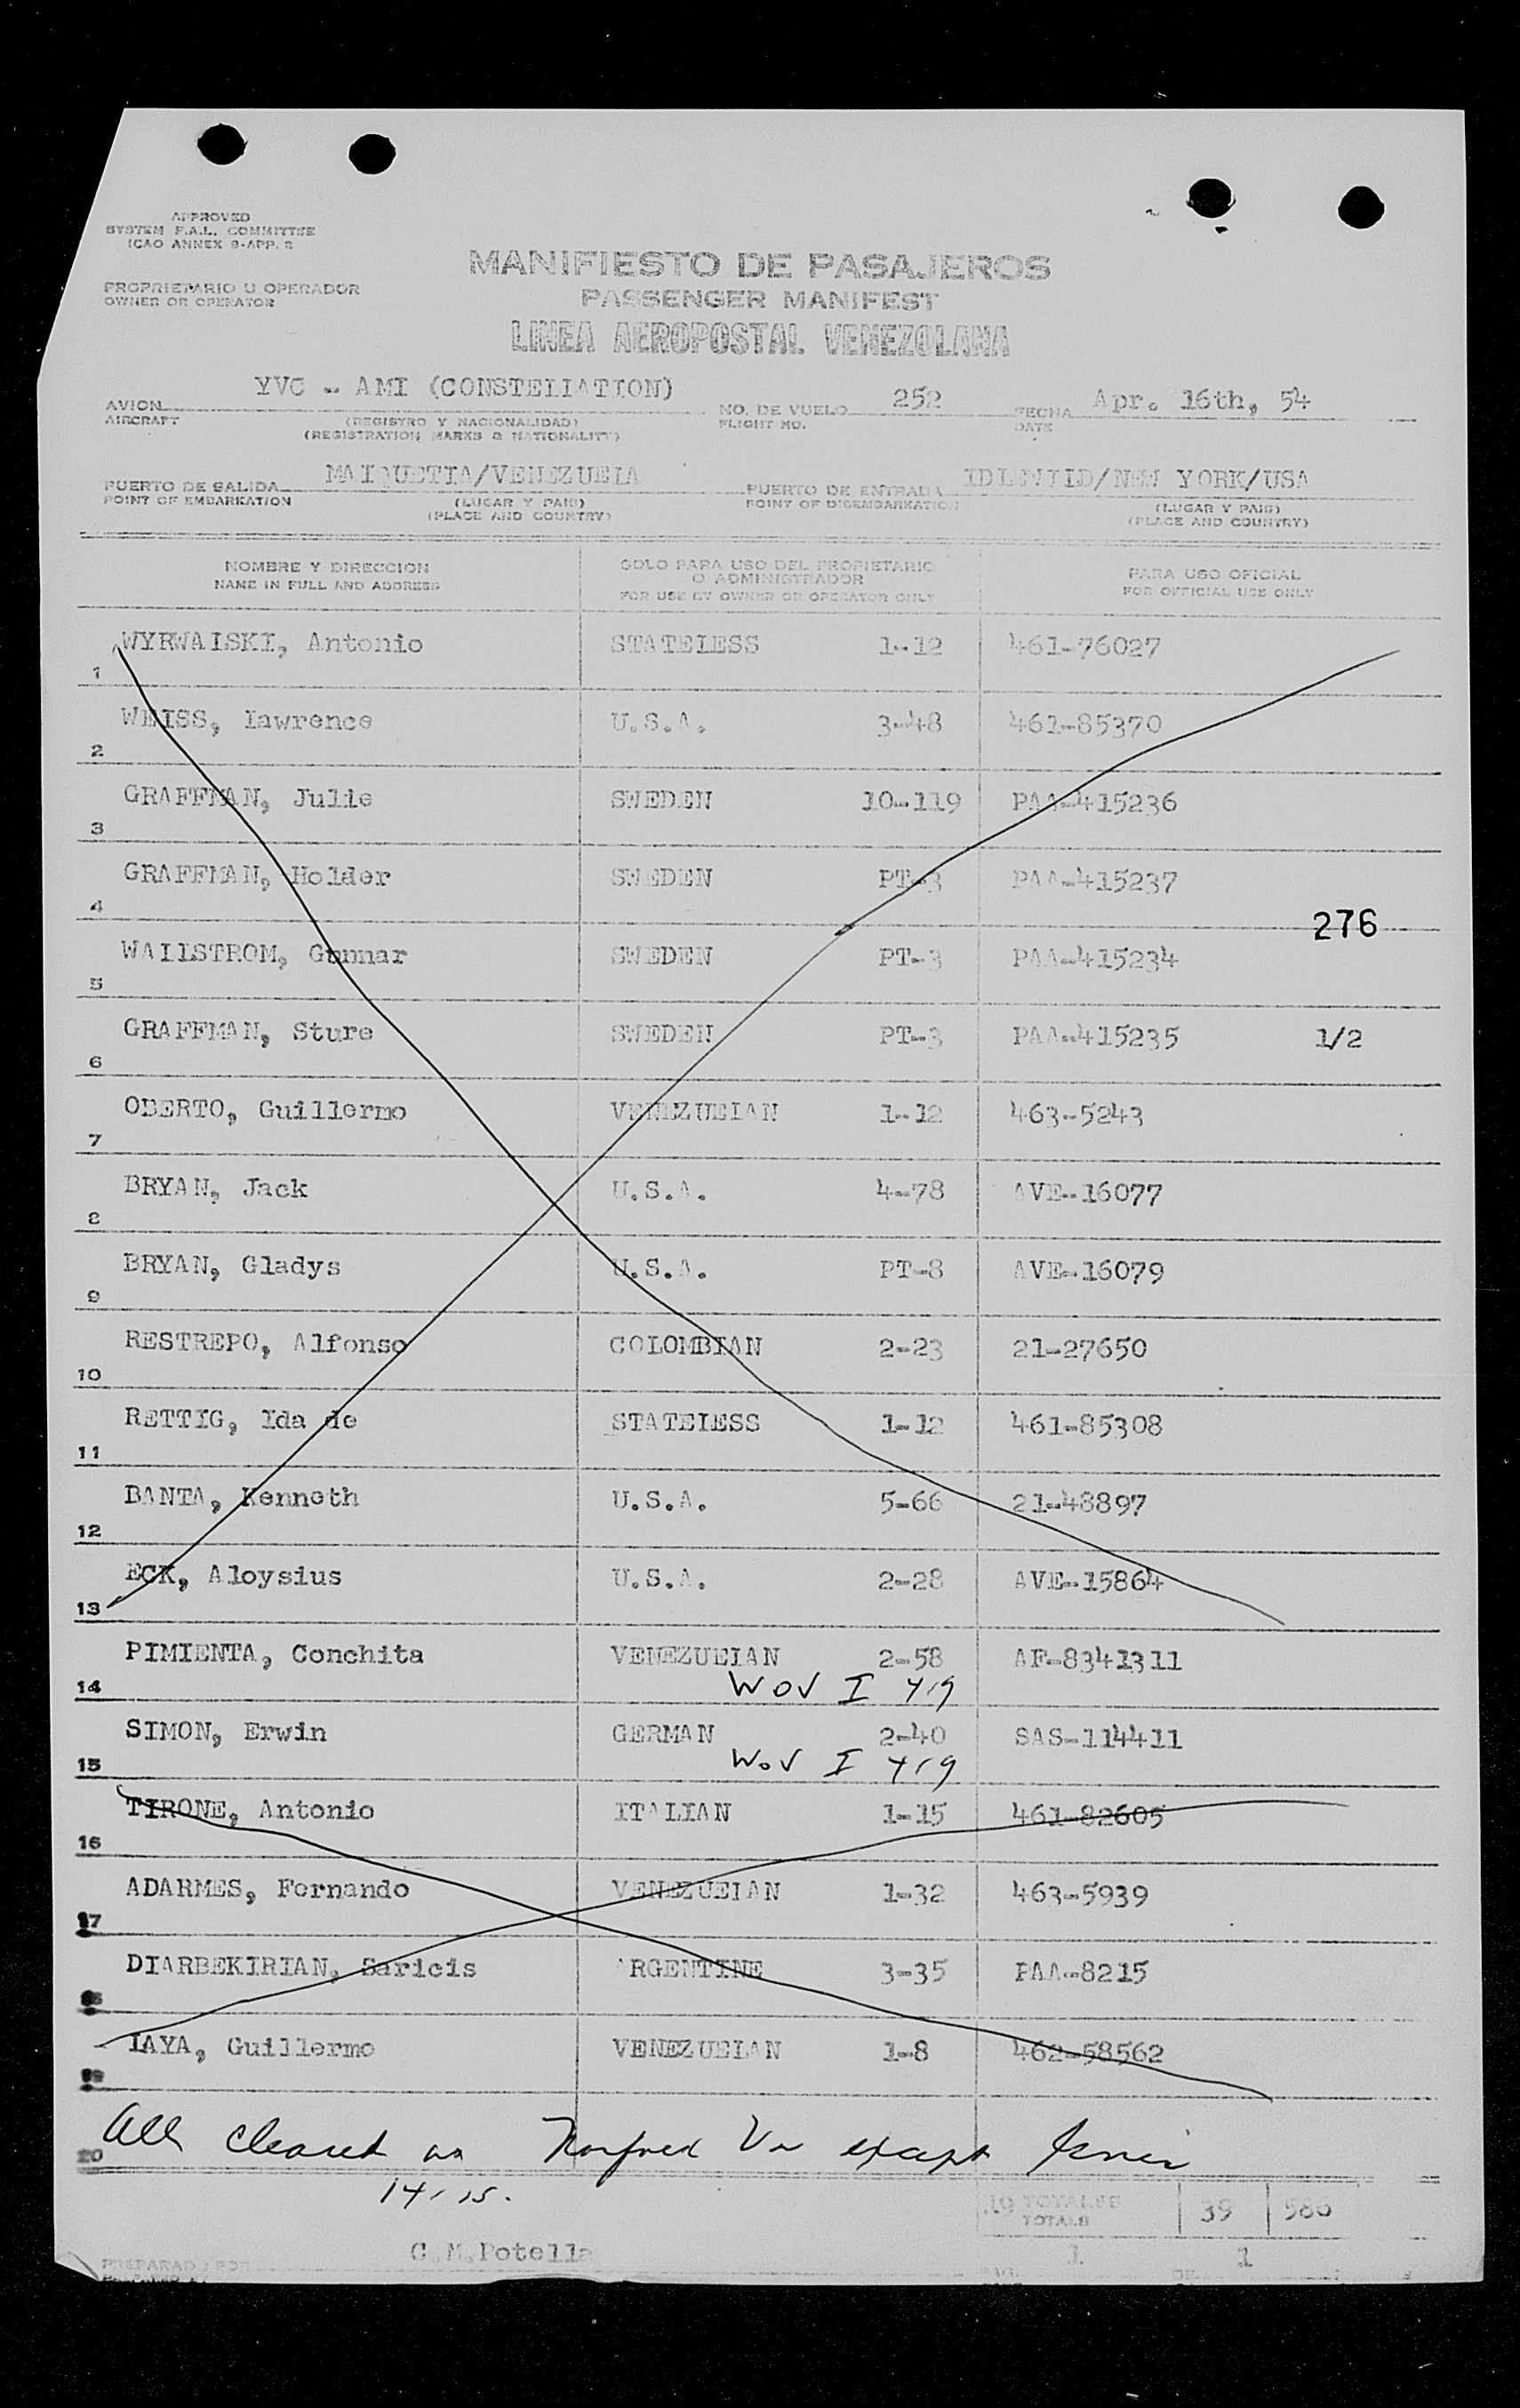 APPROVED
SYSTEM F.A.L. COMMITTEE
ICAO ANNEX 9-APP. 2
MANIFIESTO DE PASAJEROS
PROPRIETARIO U OPERADOR
OWNER OR OPERATOR
PASSENGER MANIFEST
LINEA AEROPOSTAL VENEZOLANA
AVION YVC - AMI (CONSTELLATION) NO. DE VUELO 252 FECHA Apr. 16th, 54
AIRCRAFT (REGISTRO Y NACIONALIDAD) FLIGHT NO. DATE
(REGISTRATION MARKS & NATIONALITY)
PUERTO DE SALIDA MAIQUETIA/VENEZUELA PUERTO DE ENTRADA IDLEWILD/NEW YORK/USA
POINT OF EMBARKATION (LUGAR Y PAIS) POINT OF DISEMBARKATION (LUGAR Y PAIS)
(PLACE AND COUNTRY) (PLACE AND COUNTRY)
NOMBRE Y DIRECCION SOLO PARA USO DEL PROPIETARIO PARA USO OFICIAL
NAME IN FULL AND ADDRESS O ADMINISTRADOR FOR OFFICIAL USE ONLY
FOR USE BY OWNER OR OPERATOR ONLY
WYRWALSKI, Antonio STATELESS 1-12 461-76027
1
WEISS, Lawrence U.S.A. 3-48 461-85370
2
GRAFFMAN, Julie SWEDEN 10-119 PAA-415236
3
GRAFFMAN, Holder SWEDEN PT-3 PAA-415237
4 276
WALLSTROM, Gunnar SWEDEN PT-3 PAA-415234
5
GRAFFMAN, Sture SWEDEN PT-3 PAA-415235 1/2
6
OBERTO, Guillermo VENEZUELAN 1-12 463-5243
7
BRYAN, Jack U.S.A. 4-78 AVE-16077
8
BRYAN, Gladys U.S.A. PT-8 AVE-16079
9
RESTREPO, Alfonso COLOMBIAN 2-23 21-27650
10
RETTIG, Ida de STATELESS 1-12 461-85308
11
BANTA, Kenneth U.S.A. 5-66 21-48897
12
ECK, Aloysius U.S.A. 2-28 AVE-15864
13
PIMIENTA, Conchita VENEZUELAN 2-58 AF-8341311
14 WOV I 4/9
SIMON, Erwin GERMAN 2-40 SAS-114411
15 WOV I 4/9
TIRONE, Antonio ITALIAN 1-15 461-82605
16
ADARMES, Fernando VENEZUELAN 1-32 463-5939
17
DIARBEKIRIAN, Saricis ARGENTINE 3-35 PAA-8215
18
LAYA, Guillermo VENEZUELAN 1-8 462-58562
19
All cleared Va except
20
14, 15.
19 TOTALES 39 580
TOTALS
C.M.Potella 1 1
PREPARADO POR PAG. DE